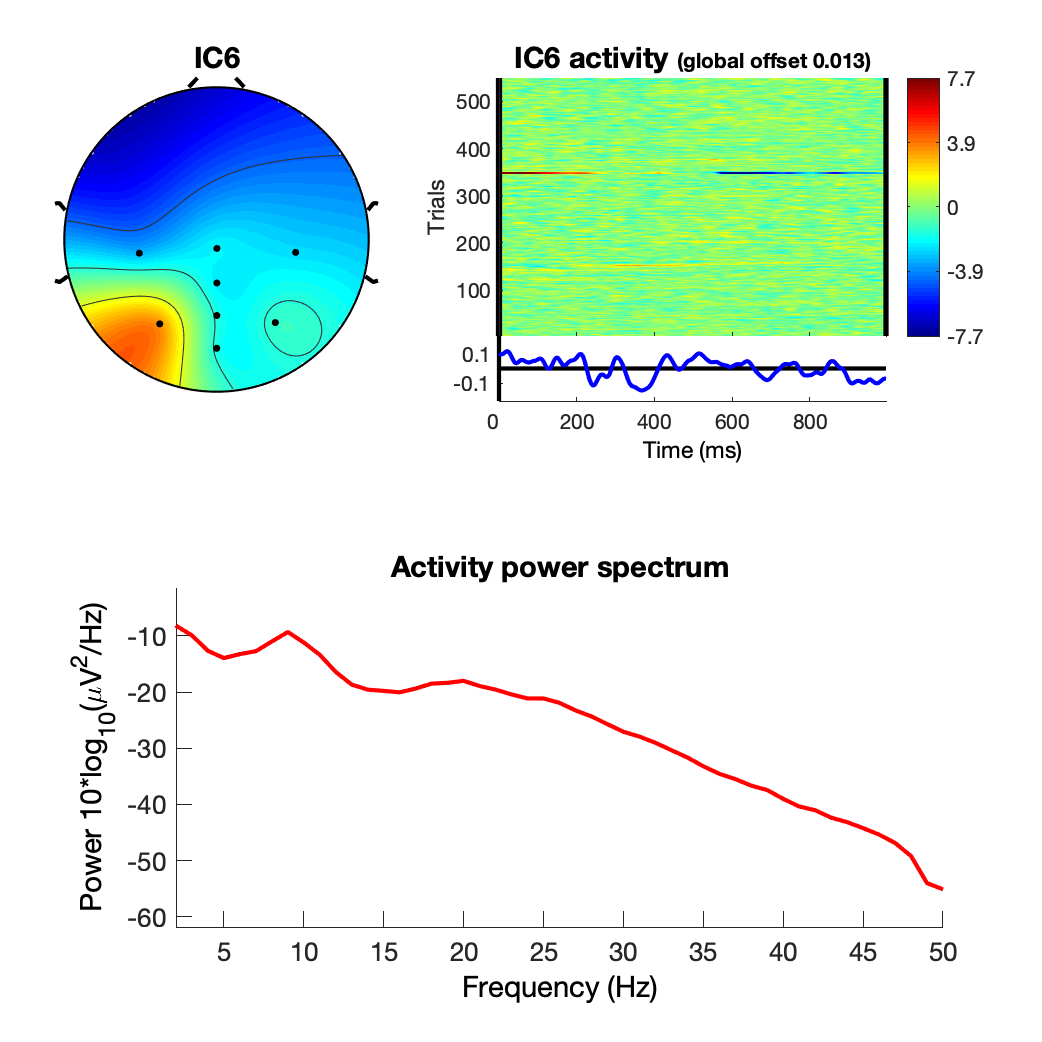 IC6
IC6 activity (global offset 0.013)
500
400
300
200
100
Trials
7.7
3.9
0
-3.9
-7.7
0.1
-0.1
0 200 400 600 800
Time (ms)
Activity power spectrum
Power 10*log10(μV2/Hz)
-10
-20
-30
-40
-50
-60
5 10 15 20 25 30 35 40 45 50
Frequency (Hz)